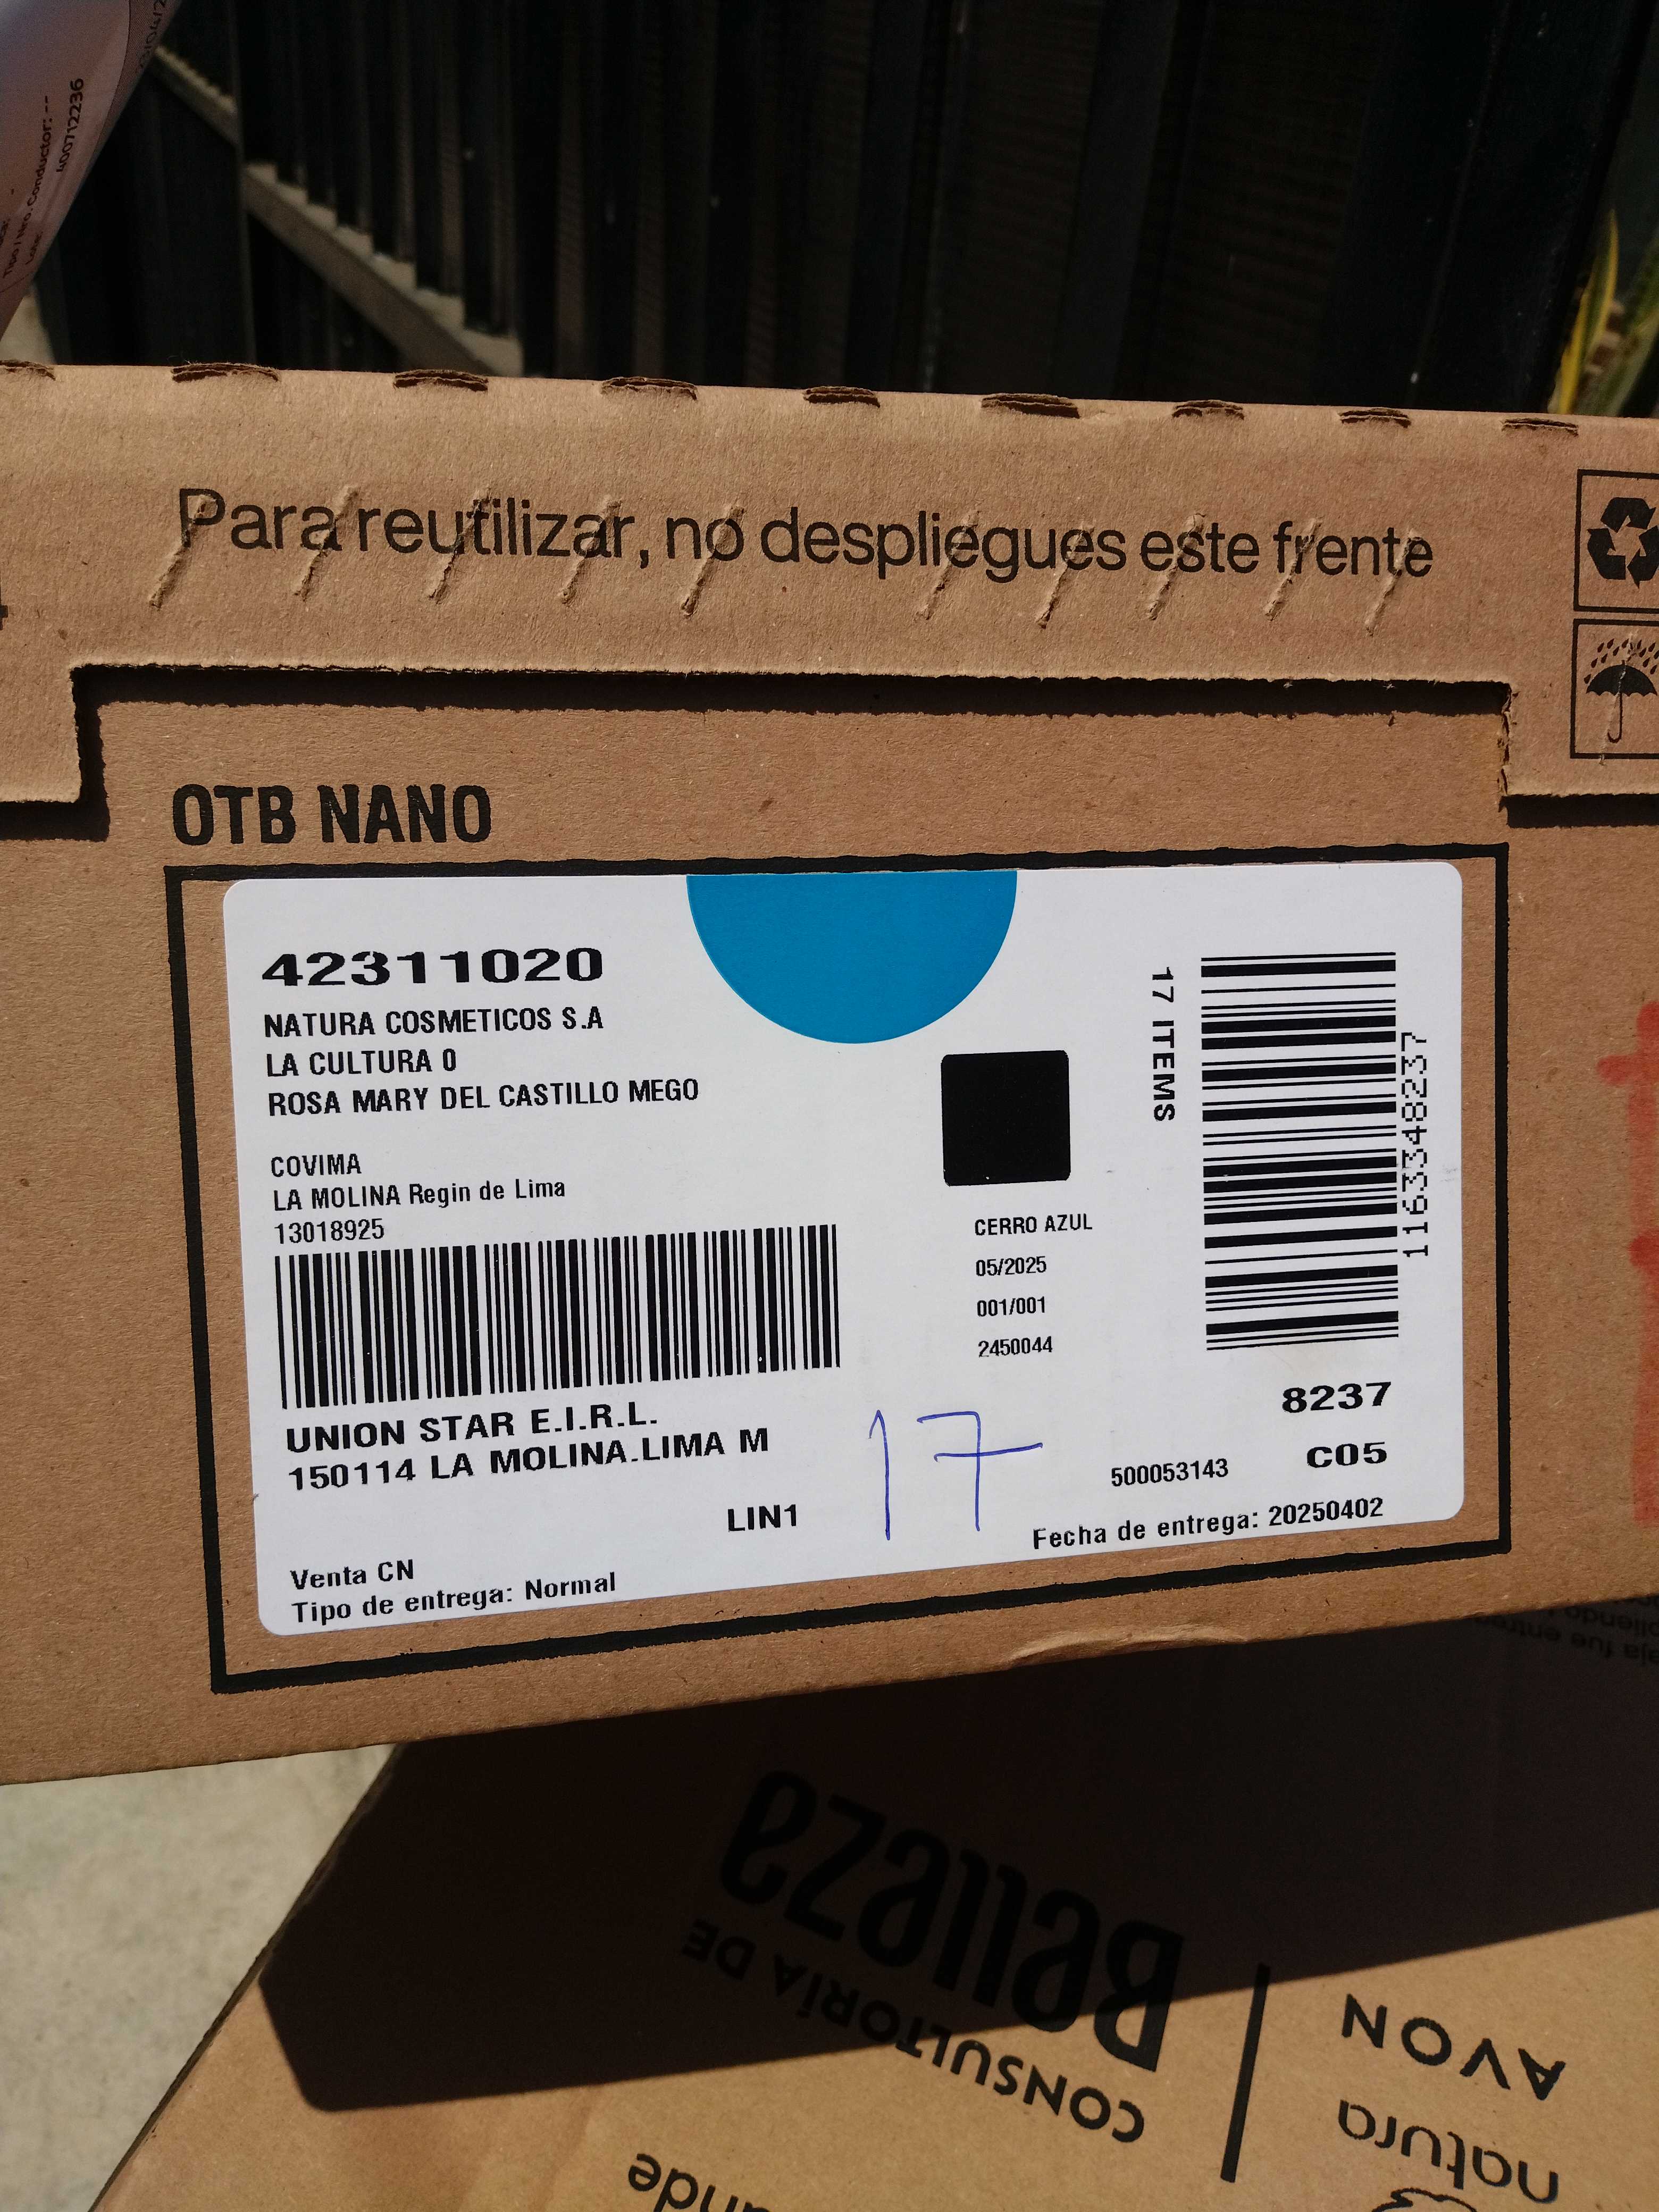 Conductor: --
400712236
Para reutilizar, no despliegues este frente
OTB NANO
42311020
NATURA COSMETICOS S.A
LA CULTURA 0
ROSA MARY DEL CASTILLO MEGO
COVIMA
LA MOLINA Regin de Lima
13018925
17 ITEMS
1163348237
CERRO AZUL
05/2025
001/001
2450044
UNION STAR E.I.R.L.
150114 LA MOLINA.LIMA M
17
8237
C05
500053143
LIN1
Fecha de entrega: 20250402
Venta CN
Tipo de entrega: Normal
CONSULTORÍA DE
Belleza
AVON
natura